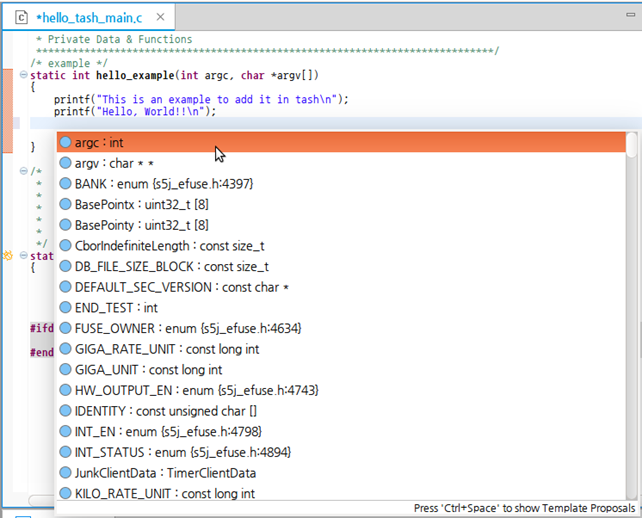 *hello_tash_main.c
* Private Data & Functions
****************************************************************************/
/* example */
static int hello_example(int argc, char *argv[])
{
printf("This is an example to add it in tash\n");
printf("Hello, World!!\n");
}
argc : int
argv : char * *
/*
*
BANK : enum {s5j_efuse.h:4397}
*
BasePointx : uint32_t [8]
*
BasePointy : uint32_t [8]
*
*
CborIndefiniteLength : const size_t
*/
stat
{
DB_FILE_SIZE_BLOCK : const size_t
DEFAULT_SEC_VERSION : const char *
END_TEST : int
#ifd
FUSE_OWNER : enum {s5j_efuse.h:4634}
#end
GIGA_RATE_UNIT : const long int
GIGA_UNIT : const long int
HW_OUTPUT_EN : enum {s5j_efuse.h:4743}
IDENTITY : const unsigned char []
INT_EN : enum {s5j_efuse.h:4798}
INT_STATUS : enum {s5j_efuse.h:4894}
JunkClientData : TimerClientData
KILO_RATE_UNIT : const long int
Press 'Ctrl+Space' to show Template Proposals